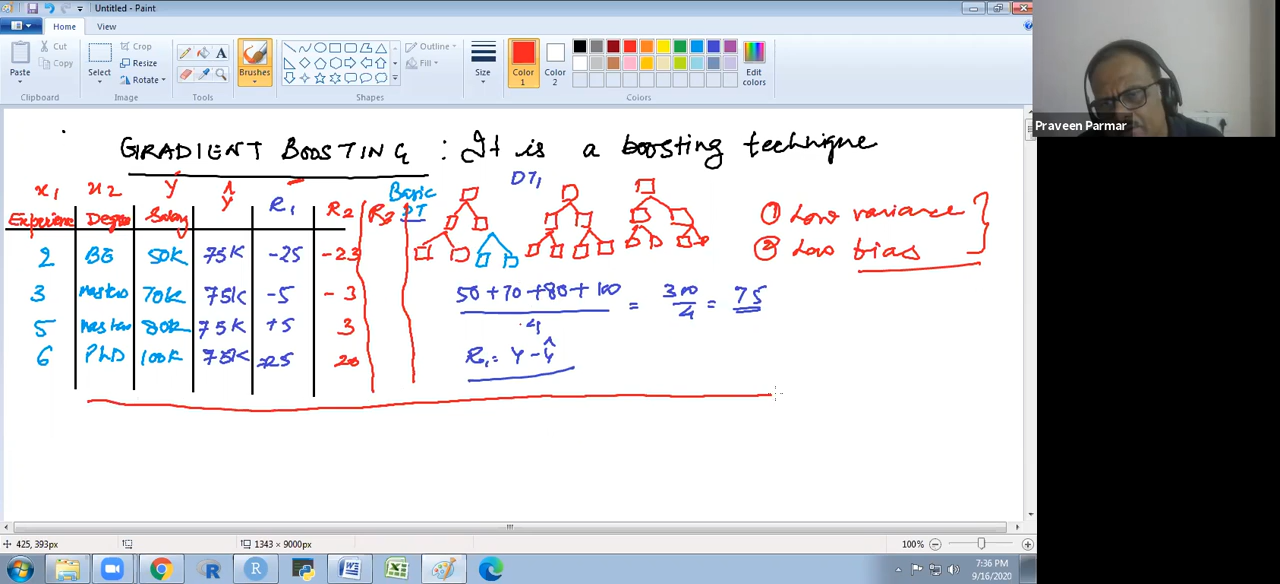 Untitled - Paint
Home View
Paste
Cut
Copy
Clipboard
Select
Crop
Resize
Rotate
Image
Tools
Brushes
Outline
Fill
Shapes
Size
Color 1
Color 2
Edit colors
Colors
Praveen Parmar
GRADIENT BOOSTING : It is a boosting technique
x1 x2 y ŷ R1 R2 R3 Basic DT DT1
Experience Degree Salary
① Low variance
② Low bias
2 BE 50K 75K -25 -23
3 Masters 70K 75K -5 -3
5 Masters 80K 75K +5 3
6 PhD 100K 75K 25 20
50 + 70 + 80 + 100 = 300 = 75
4 4
R1 = Y - Ŷ
425, 393px
1343 × 9000px
100%
7:36 PM
9/16/2020